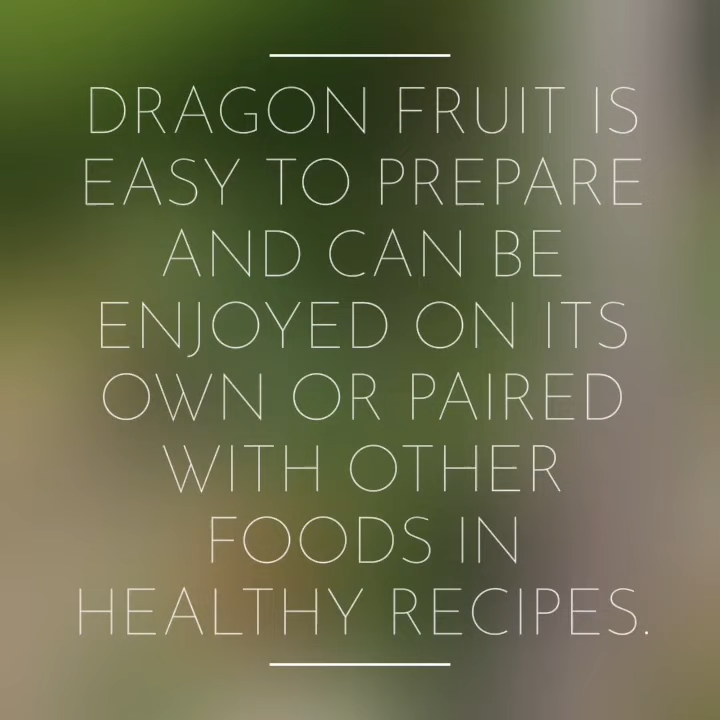 DRAGON FRUIT IS
EASY TO PREPARE
AND CAN BE
ENJOYED ON ITS
OWN OR PAIRED
WITH OTHER
FOODS IN
HEALTHY RECIPES.